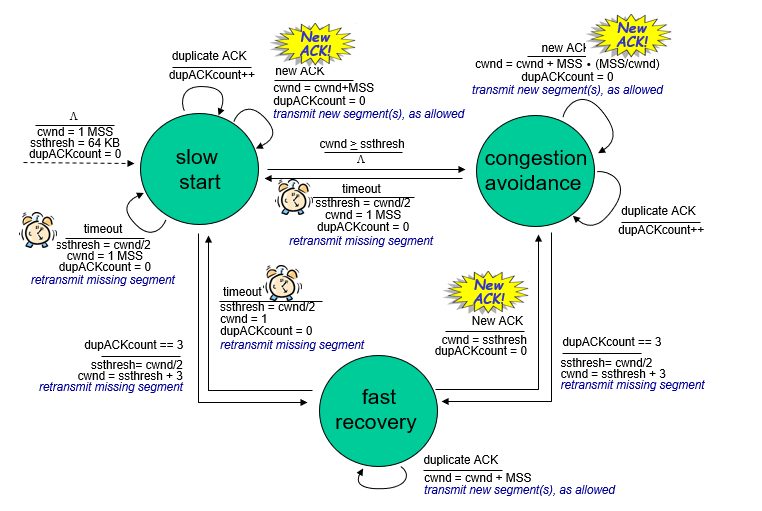 New
ACK!
duplicate ACK
dupACKcount++
new ACK
cwnd = cwnd+MSS
dupACKcount = 0
transmit new segment(s), as allowed
New
ACK!
new ACK
cwnd = cwnd + MSS • (MSS/cwnd)
dupACKcount = 0
transmit new segment(s), as allowed
Λ
cwnd = 1 MSS
ssthresh = 64 KB
dupACKcount = 0
slow
start
cwnd > ssthresh
Λ
congestion
avoidance
timeout
ssthresh = cwnd/2
cwnd = 1 MSS
dupACKcount = 0
retransmit missing segment
duplicate ACK
dupACKcount++
timeout
ssthresh = cwnd/2
cwnd = 1 MSS
dupACKcount = 0
retransmit missing segment
timeout
ssthresh = cwnd/2
cwnd = 1
dupACKcount = 0
retransmit missing segment
New
ACK!
New ACK
cwnd = ssthresh
dupACKcount = 0
dupACKcount == 3
ssthresh= cwnd/2
cwnd = ssthresh + 3
retransmit missing segment
dupACKcount == 3
ssthresh= cwnd/2
cwnd = ssthresh + 3
retransmit missing segment
fast
recovery
duplicate ACK
cwnd = cwnd + MSS
transmit new segment(s), as allowed